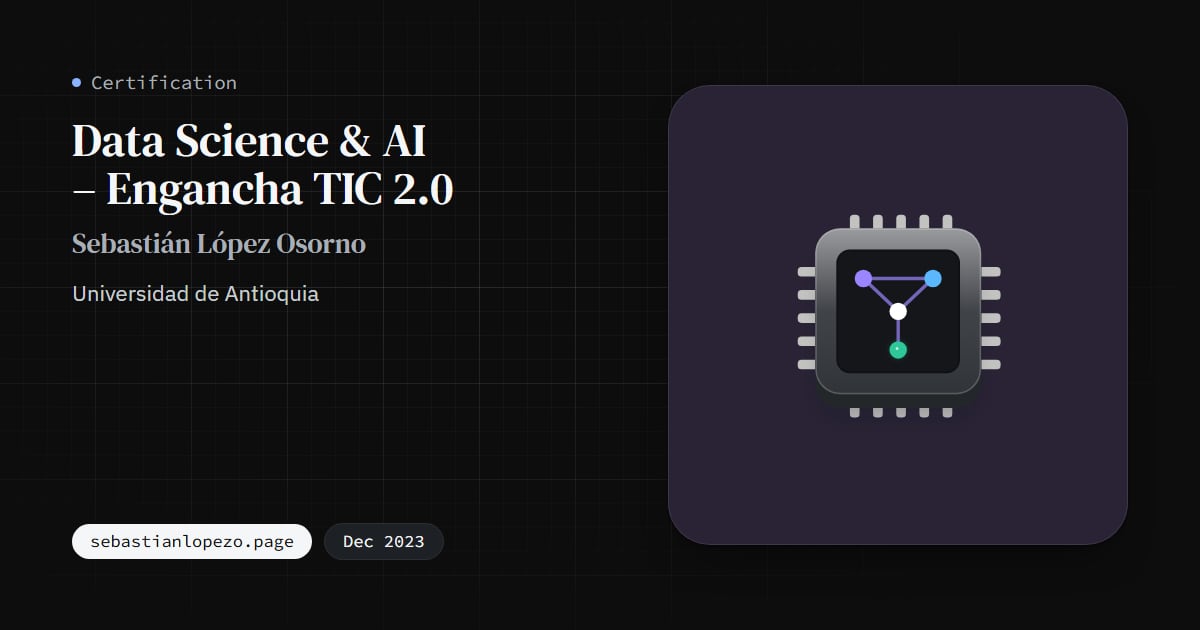 Certification
Data Science & AI
– Engancha TIC 2.0
Sebastián López Osorno
Universidad de Antioquia
sebastianlopezo.page
Dec 2023